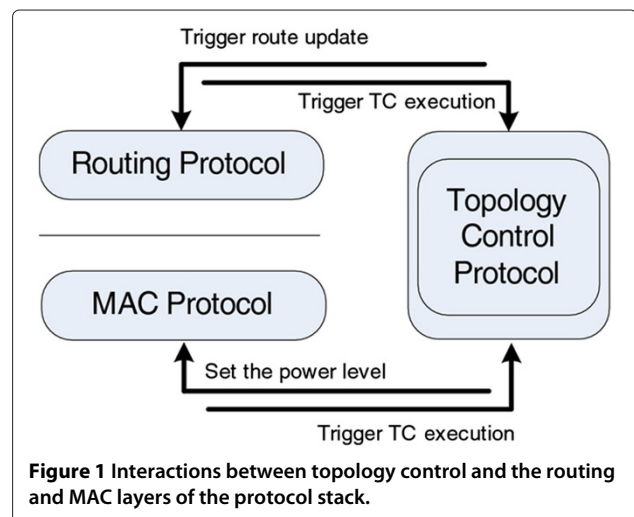 Trigger route update
Trigger TC execution
Routing Protocol
Topology
Control
Protocol
MAC Protocol
Set the power level
Trigger TC execution
Figure 1 Interactions between topology control and the routing
and MAC layers of the protocol stack.